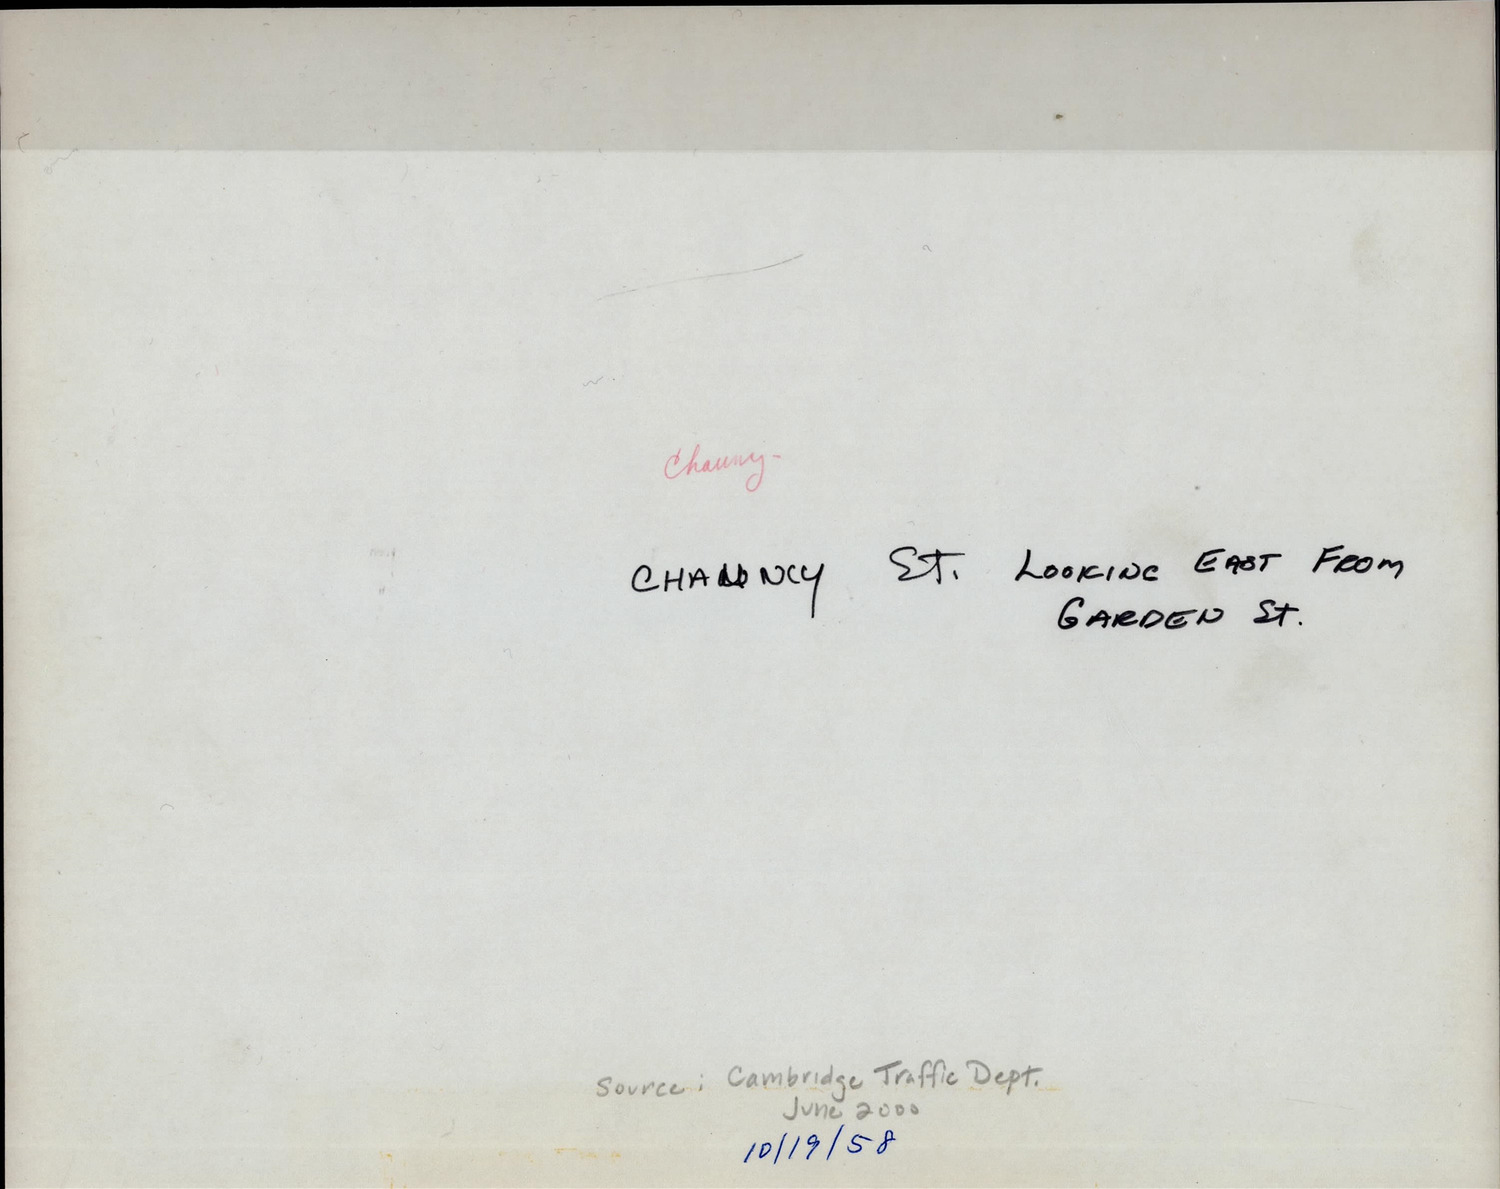 Chauncy-
CHAUNCY St. LOOKING EAST FROM
GARDEN St.
Source: Cambridge Traffic Dept.
June 2000
10/19/58